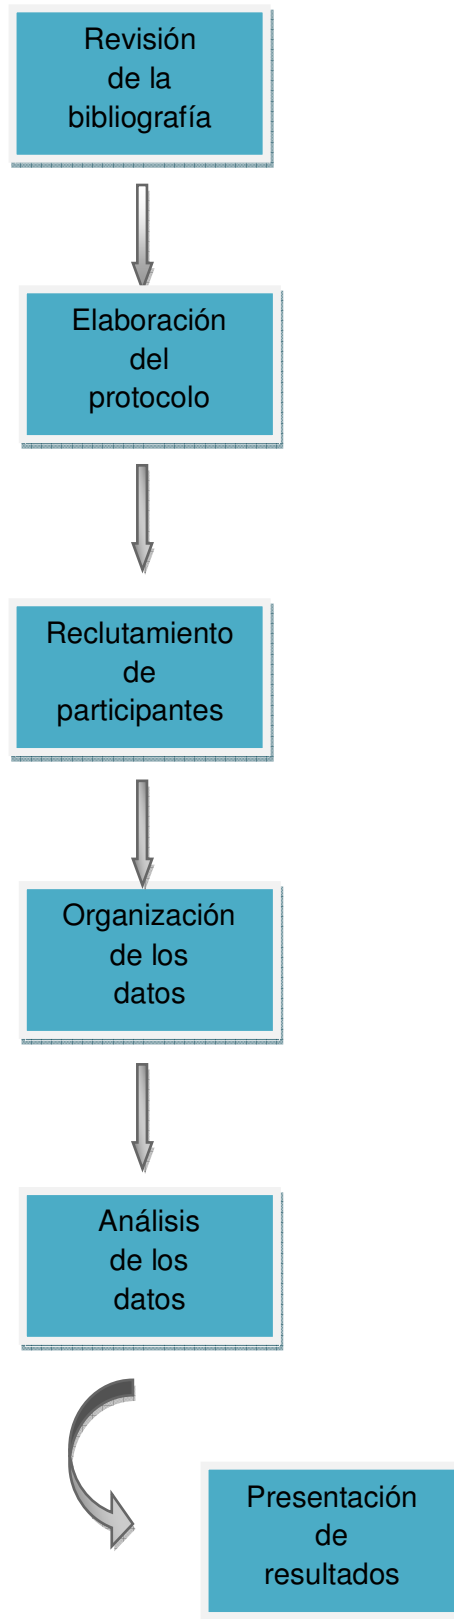 Revisión
de la
bibliografía
Elaboración
del
protocolo
Reclutamiento
de
participantes
Organización
de los
datos
Análisis
de los
datos
Presentación
de
resultados